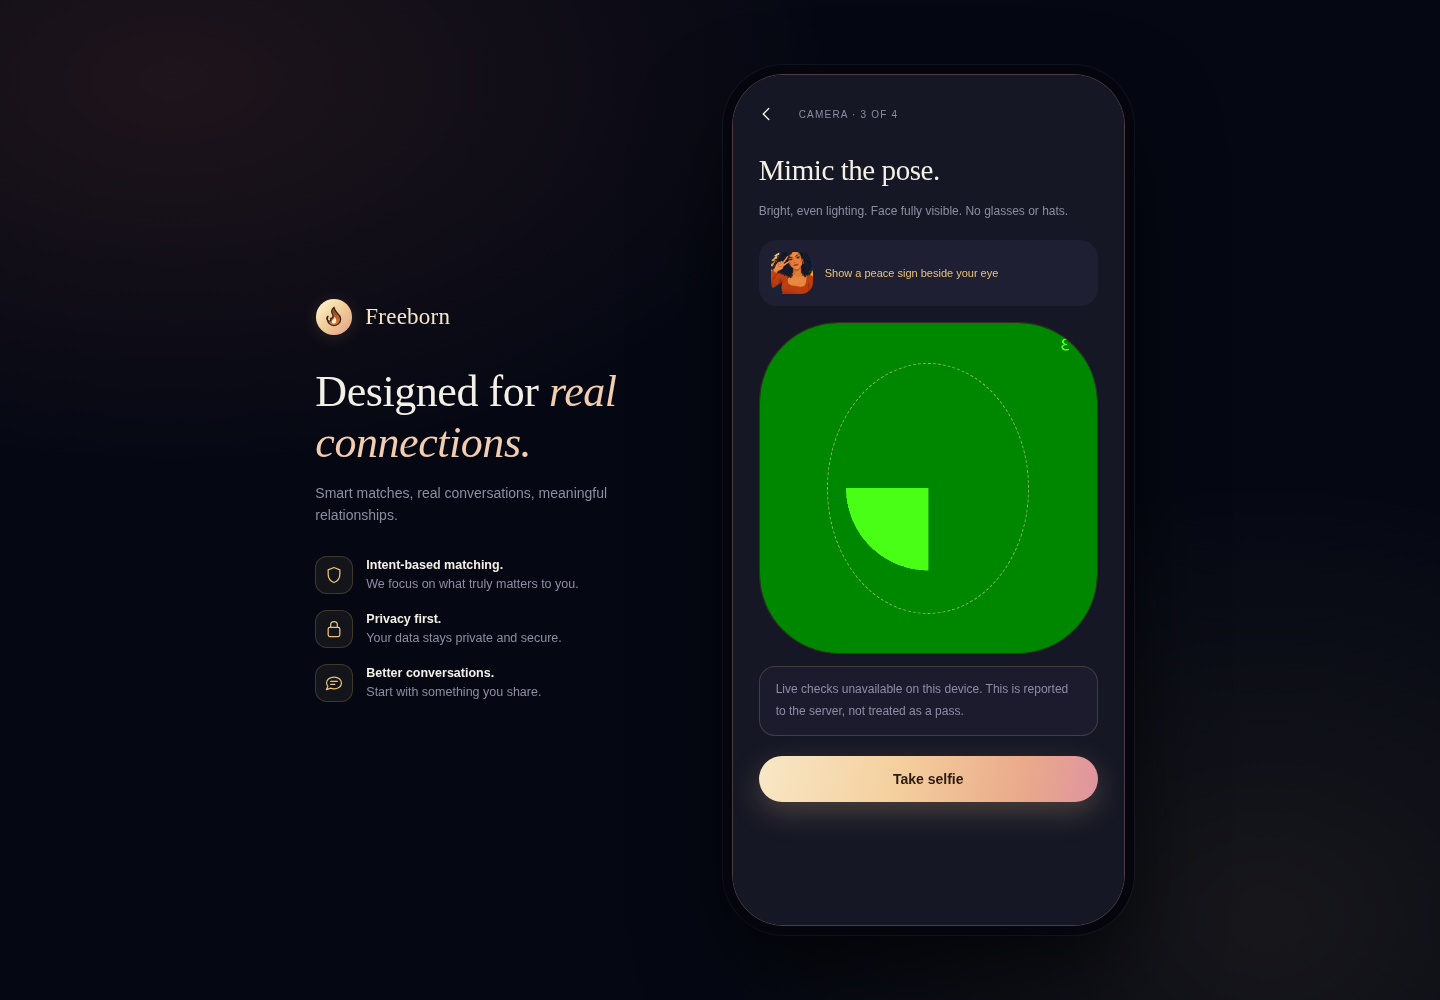 Freeborn
Designed for real
connections.
Smart matches, real conversations, meaningful
relationships.
Intent-based matching.
We focus on what truly matters to you.
Privacy first.
Your data stays private and secure.
Better conversations.
Start with something you share.
CAMERA · 3 OF 4
Mimic the pose.
Bright, even lighting. Face fully visible. No glasses or hats.
Show a peace sign beside your eye
Live checks unavailable on this device. This is reported
to the server, not treated as a pass.
Take selfie